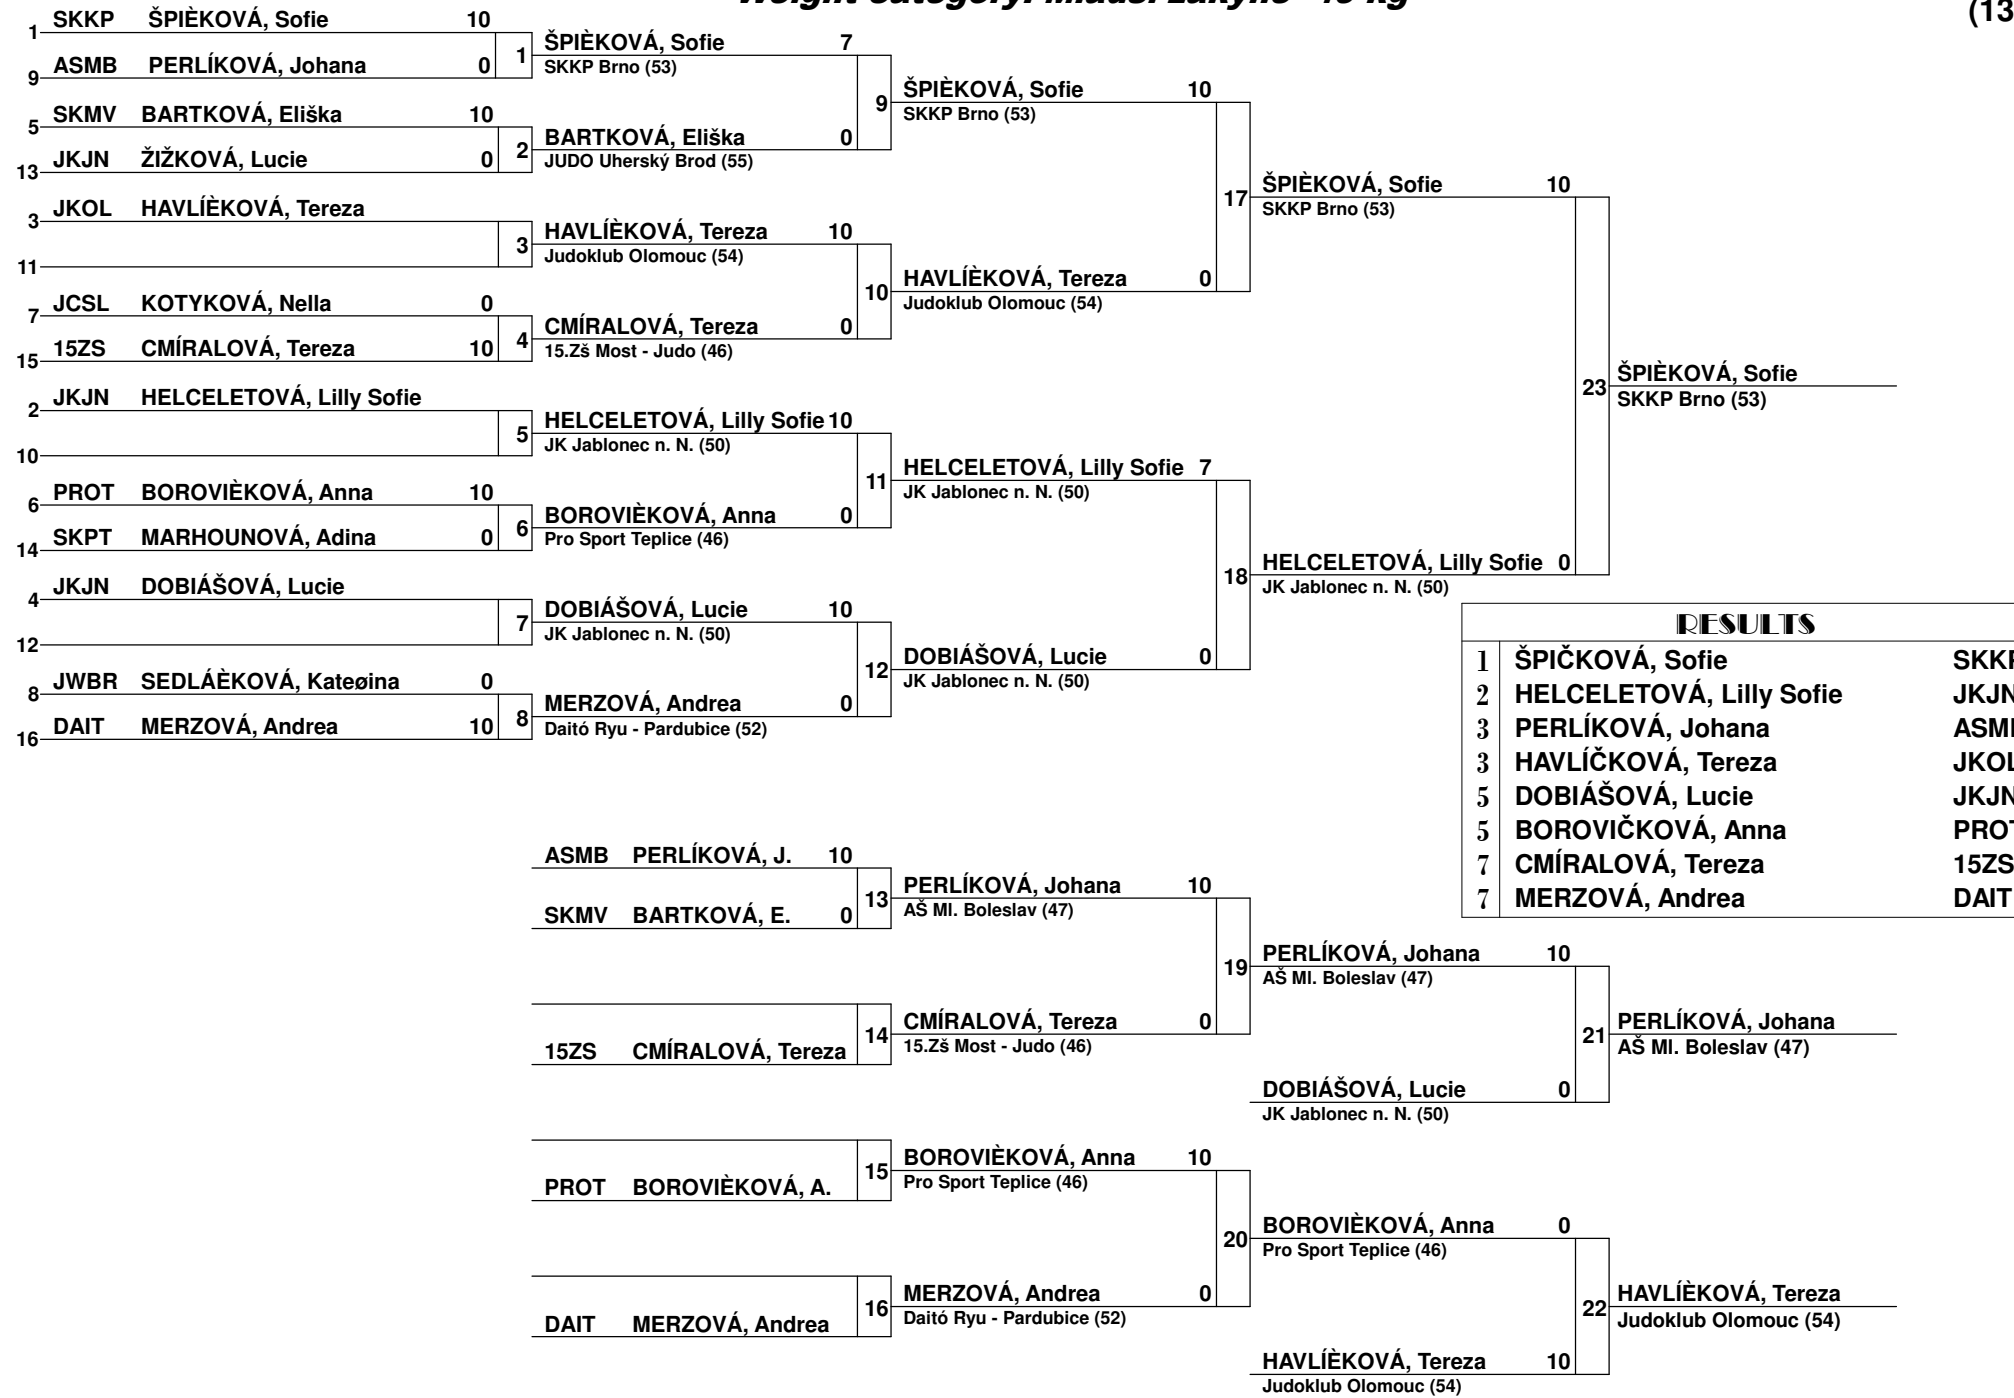 (13
1 SKKP ŠPIÈKOVÁ, Sofie 10
9 ASMB PERLÍKOVÁ, Johana 0
5 SKMV BARTKOVÁ, Eliška 10
13 JKJN ŽIŽKOVÁ, Lucie 0
3 JKOL HAVLÍÈKOVÁ, Tereza
11
7 JCSL KOTYKOVÁ, Nella 0
15 15ZS CMÍRALOVÁ, Tereza 10
2 JKJN HELCELETOVÁ, Lilly Sofie
10
6 PROT BOROVIÈKOVÁ, Anna 10
14 SKPT MARHOUNOVÁ, Adina 0
4 JKJN DOBIÁŠOVÁ, Lucie
12
8 JWBR SEDLÁÈKOVÁ, Kateøina 0
16 DAIT MERZOVÁ, Andrea 10
1 ŠPIÈKOVÁ, Sofie 7
SKKP Brno (53)
2 BARTKOVÁ, Eliška 0
JUDO Uherský Brod (55)
3 HAVLÍÈKOVÁ, Tereza 10
Judoklub Olomouc (54)
4 CMÍRALOVÁ, Tereza 0
15.Zš Most - Judo (46)
5 HELCELETOVÁ, Lilly Sofie 10
JK Jablonec n. N. (50)
6 BOROVIÈKOVÁ, Anna 0
Pro Sport Teplice (46)
7 DOBIÁŠOVÁ, Lucie 10
JK Jablonec n. N. (50)
8 MERZOVÁ, Andrea 0
Daitó Ryu - Pardubice (52)
9 ŠPIÈKOVÁ, Sofie 10
SKKP Brno (53)
10 HAVLÍÈKOVÁ, Tereza 0
Judoklub Olomouc (54)
11 HELCELETOVÁ, Lilly Sofie 7
JK Jablonec n. N. (50)
12 DOBIÁŠOVÁ, Lucie 0
JK Jablonec n. N. (50)
17 ŠPIÈKOVÁ, Sofie 10
SKKP Brno (53)
18 HELCELETOVÁ, Lilly Sofie 0
JK Jablonec n. N. (50)
23 ŠPIÈKOVÁ, Sofie
SKKP Brno (53)
RESULTS
1 ŠPIČKOVÁ, Sofie
2 HELCELETOVÁ, Lilly Sofie JKJN
3 PERLÍKOVÁ, Johana
3 HAVLÍČKOVÁ, Tereza JKOL
5 DOBIÁŠOVÁ, Lucie JKJN
5 BOROVIČKOVÁ, Anna PROT
7 CMÍRALOVÁ, Tereza 15ZS
7 MERZOVÁ, Andrea DAIT
ASMB PERLÍKOVÁ, J. 10
SKMV BARTKOVÁ, E. 0
15ZS CMÍRALOVÁ, Tereza
PROT BOROVIÈKOVÁ, A.
DAIT MERZOVÁ, Andrea
13 PERLÍKOVÁ, Johana 10
AŠ Ml. Boleslav (47)
14 CMÍRALOVÁ, Tereza 0
15.Zš Most - Judo (46)
15 BOROVIÈKOVÁ, Anna 10
Pro Sport Teplice (46)
16 MERZOVÁ, Andrea 0
Daitó Ryu - Pardubice (52)
19 PERLÍKOVÁ, Johana 10
AŠ Ml. Boleslav (47)
DOBIÁŠOVÁ, Lucie 0
JK Jablonec n. N. (50)
20 BOROVIÈKOVÁ, Anna 0
Pro Sport Teplice (46)
HAVLÍÈKOVÁ, Tereza 10
Judoklub Olomouc (54)
21 PERLÍKOVÁ, Johana
AŠ Ml. Boleslav (47)
22 HAVLÍÈKOVÁ, Tereza
Judoklub Olomouc (54)